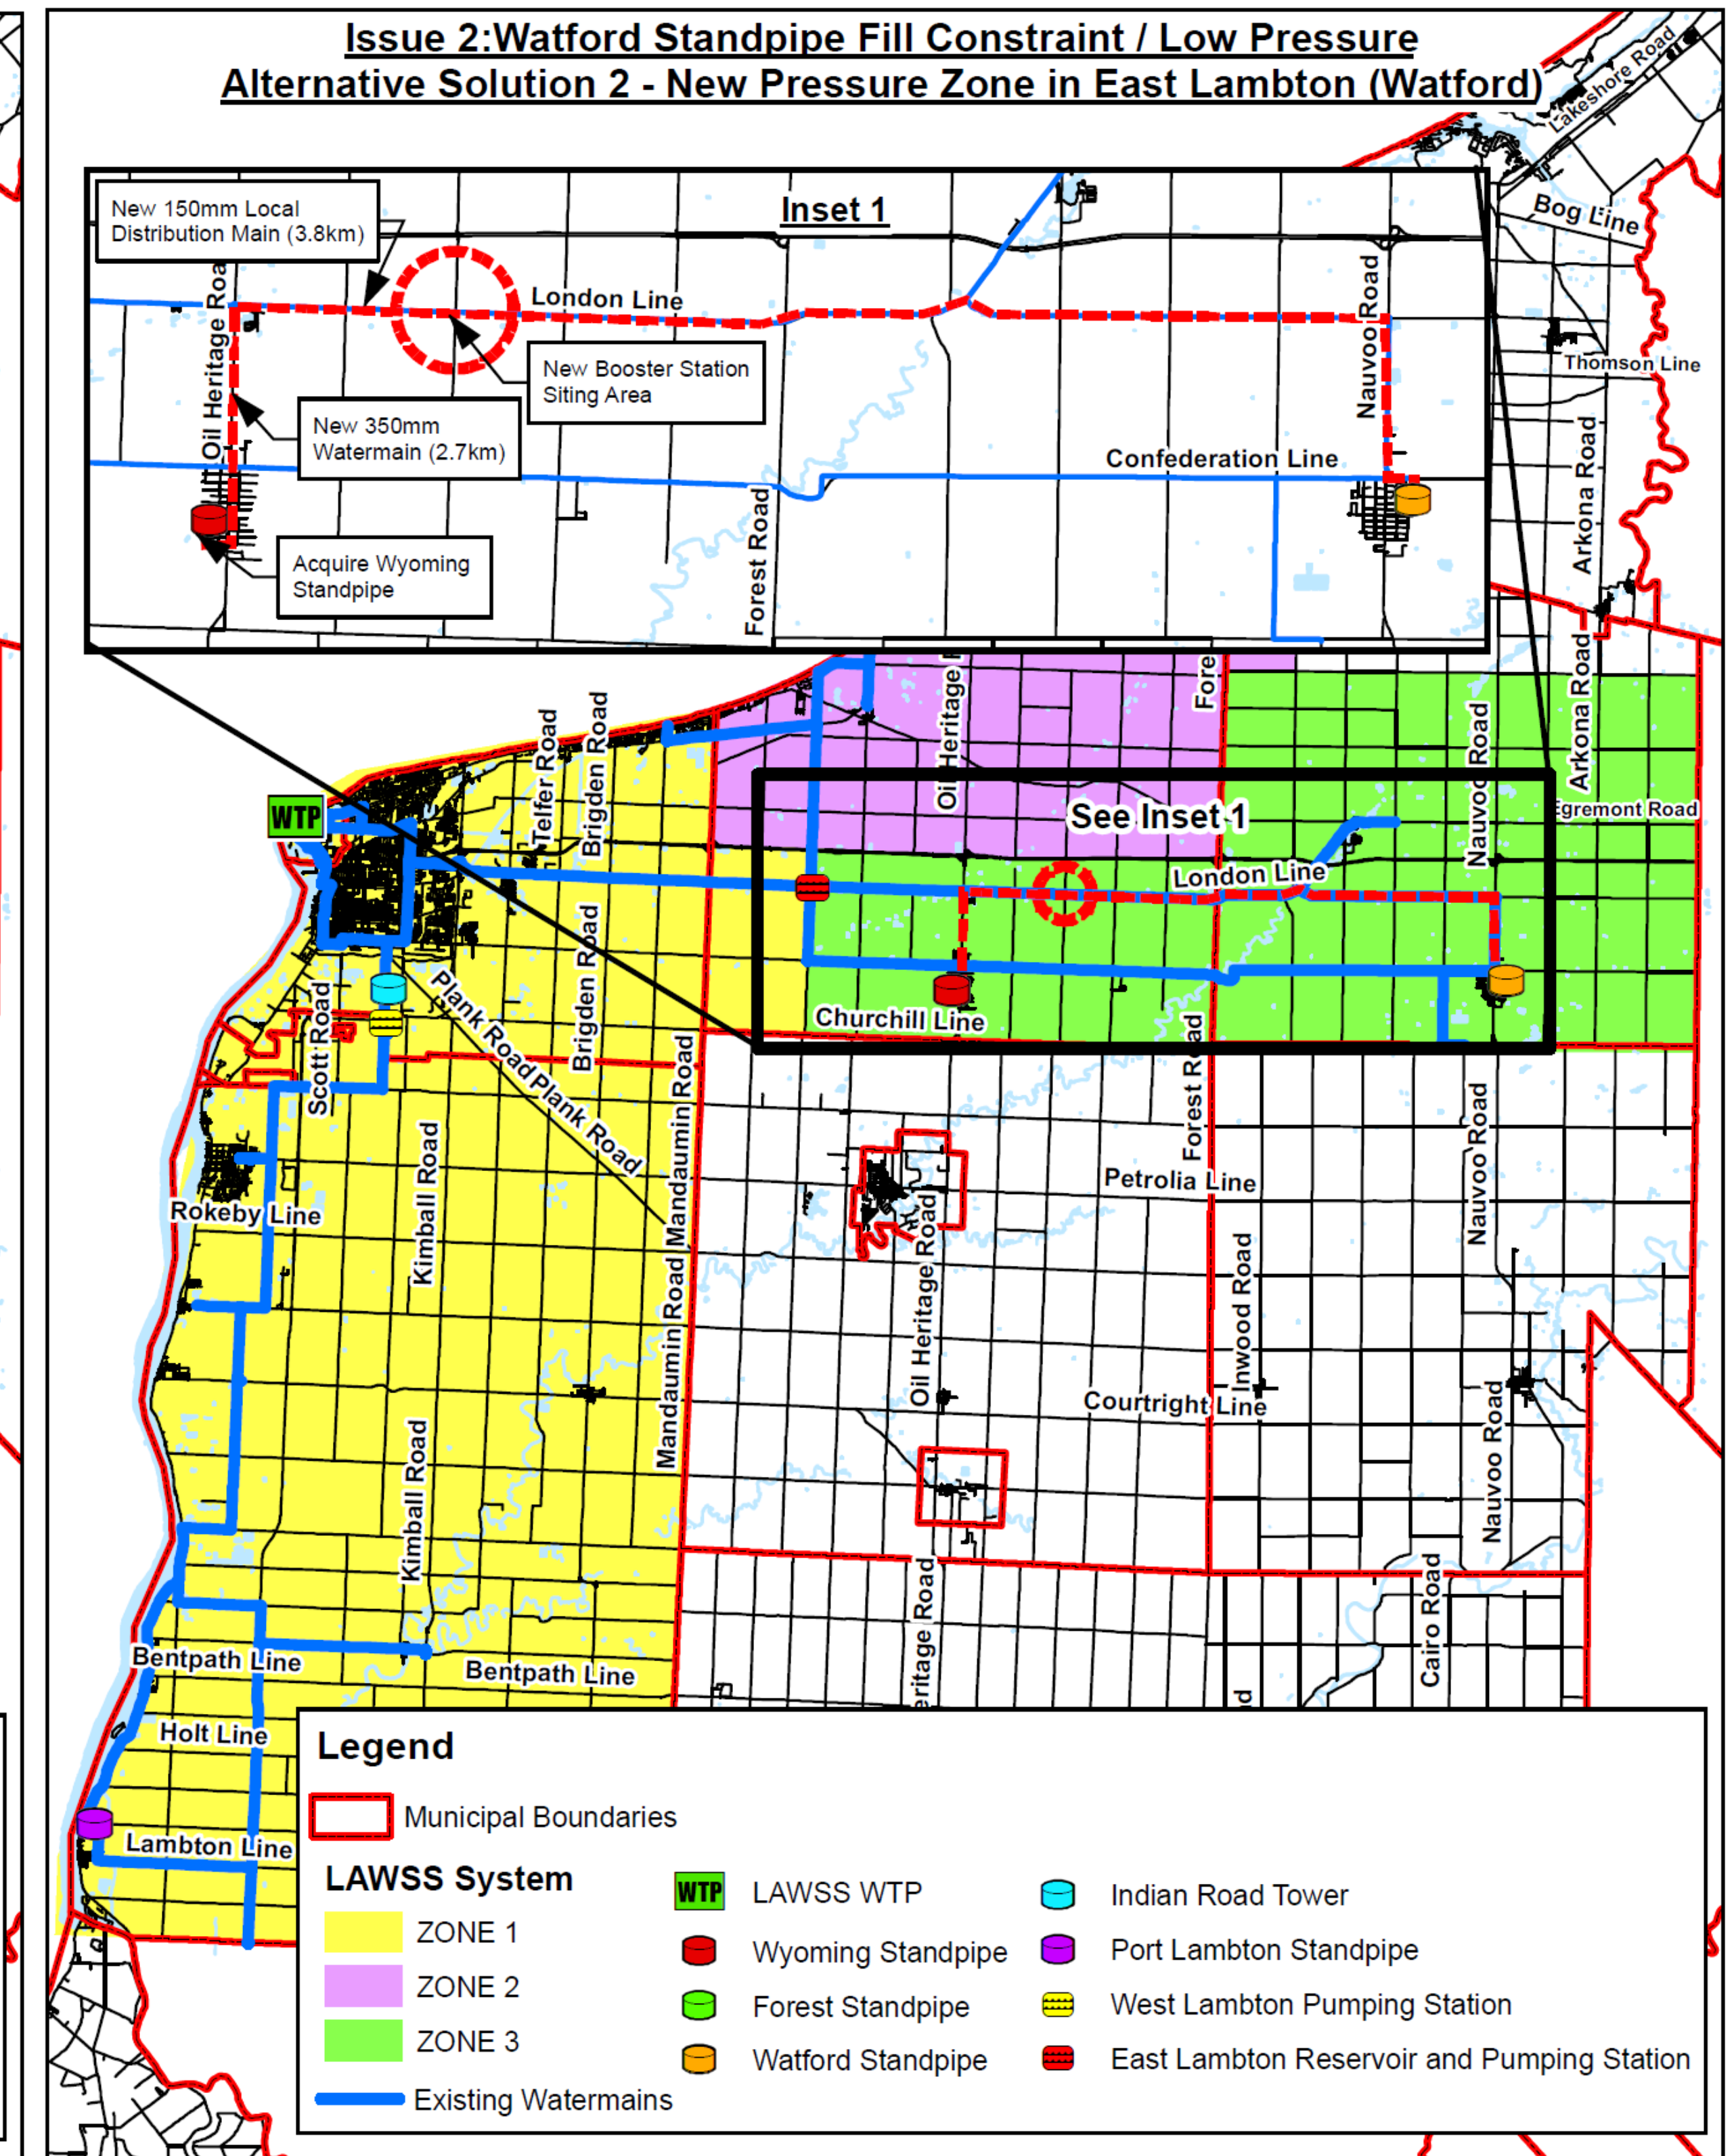 Issue 2:Watford Standpipe Fill Constraint / Low Pressure
Alternative Solution 2 - New Pressure Zone in East Lambton (Watford)
Lakeshore Road
Bog Line
Thomson Line
Arkona Road
Arkona Road
Inset 1
New 150mm Local
Distribution Main (3.8km)
London Line
New Booster Station
Siting Area
New 350mm
Watermain (2.7km)
Oil Heritage Roa
Nauvoo Road
Confederation Line
Forest Road
Acquire Wyoming
Standpipe
Oil Heritage
Fore
Nauvoo Road
Egremont Road
Telfer Road
Brigden Road
WTP
See Inset 1
London Line
Brigden Road
Churchill Line
Plank Road
Plank Road
Scott Road
Mandaumin Road
Mandaumin Road
Forest Road
Kimball Road
Rokeby Line
Petrolia Line
Nauvoo Road
Oil Heritage Road
Inwood Road
Courtright Line
Nauvoo Road
Kimball Road
Cairo Road
eritage Road
Bentpath Line
Bentpath Line
Holt Line
Lambton Line
Legend
Municipal Boundaries
LAWSS System
ZONE 1
ZONE 2
ZONE 3
Existing Watermains
WTP LAWSS WTP
Wyoming Standpipe
Forest Standpipe
Watford Standpipe
Indian Road Tower
Port Lambton Standpipe
West Lambton Pumping Station
East Lambton Reservoir and Pumping Station